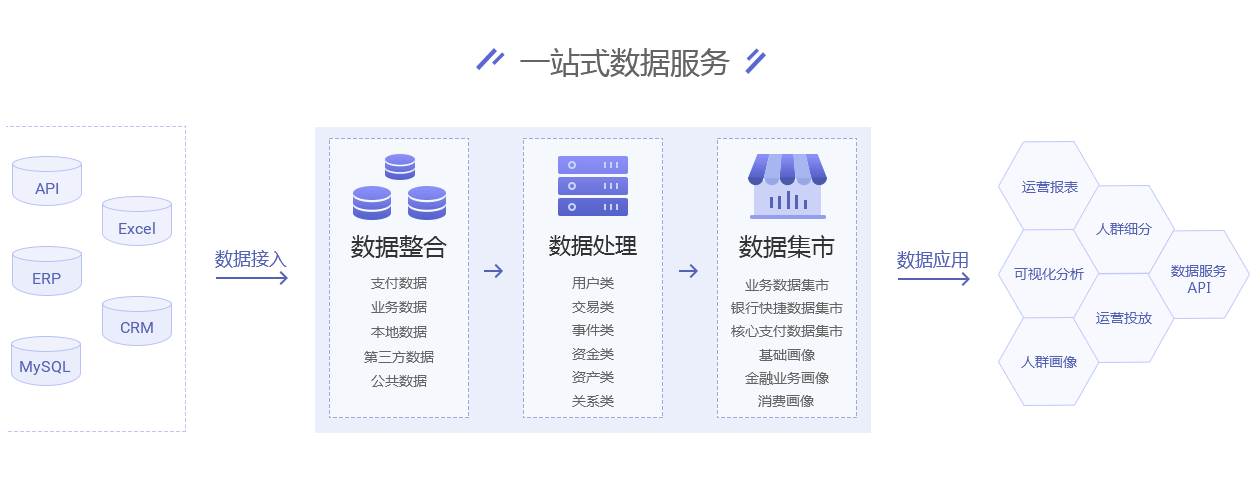 一站式数据服务
API
Excel
ERP
CRM
MySQL
数据接入
数据整合
支付数据
业务数据
本地数据
第三方数据
公共数据
数据处理
用户类
交易类
事件类
资金类
资产类
关系类
数据集市
业务数据集市
银行快捷数据集市
核心支付数据集市
基础画像
金融业务画像
消费画像
数据应用
运营报表
人群细分
可视化分析
数据服务
API
运营投放
人群画像